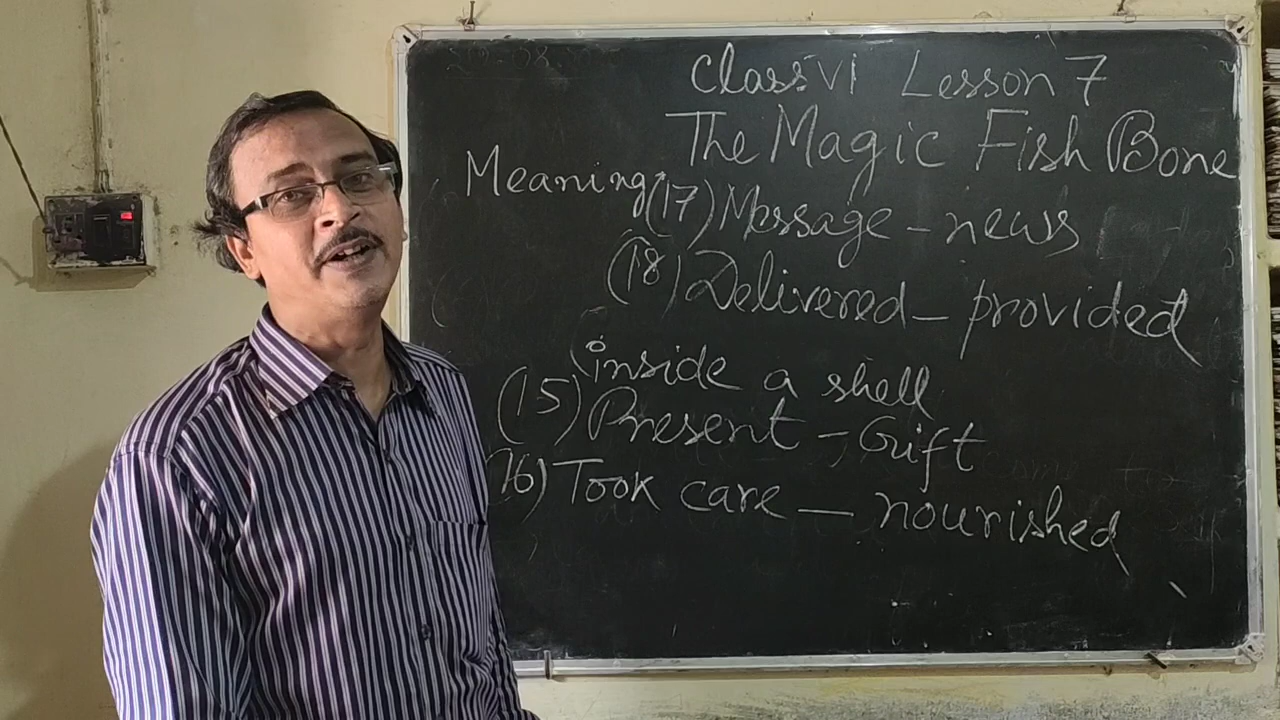 Class VI Lesson 7
The Magic Fish Bone
Meaning (17) Message - news
(18) Delivered - provided
inside a shell
(15) Present - Gift
16) Took care - nourished